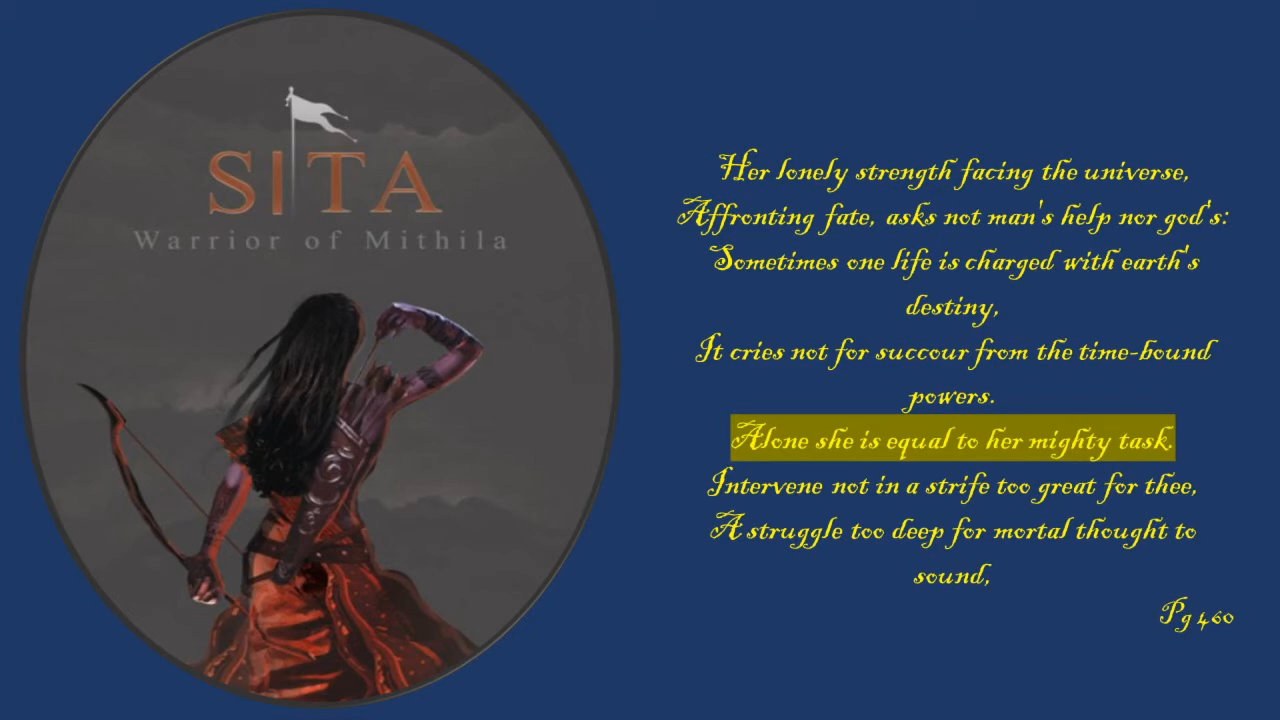 SITA
Warrior of Mithila
Her lonely strength facing the universe,
Affronting fate, asks not man's help nor god's:
Sometimes one life is charged with earth's
destiny,
It cries not for succour from the time-bound
powers.
Alone she is equal to her mighty task.
Intervene not in a strife too great for thee,
A struggle too deep for mortal thought to
sound,
Pg 460